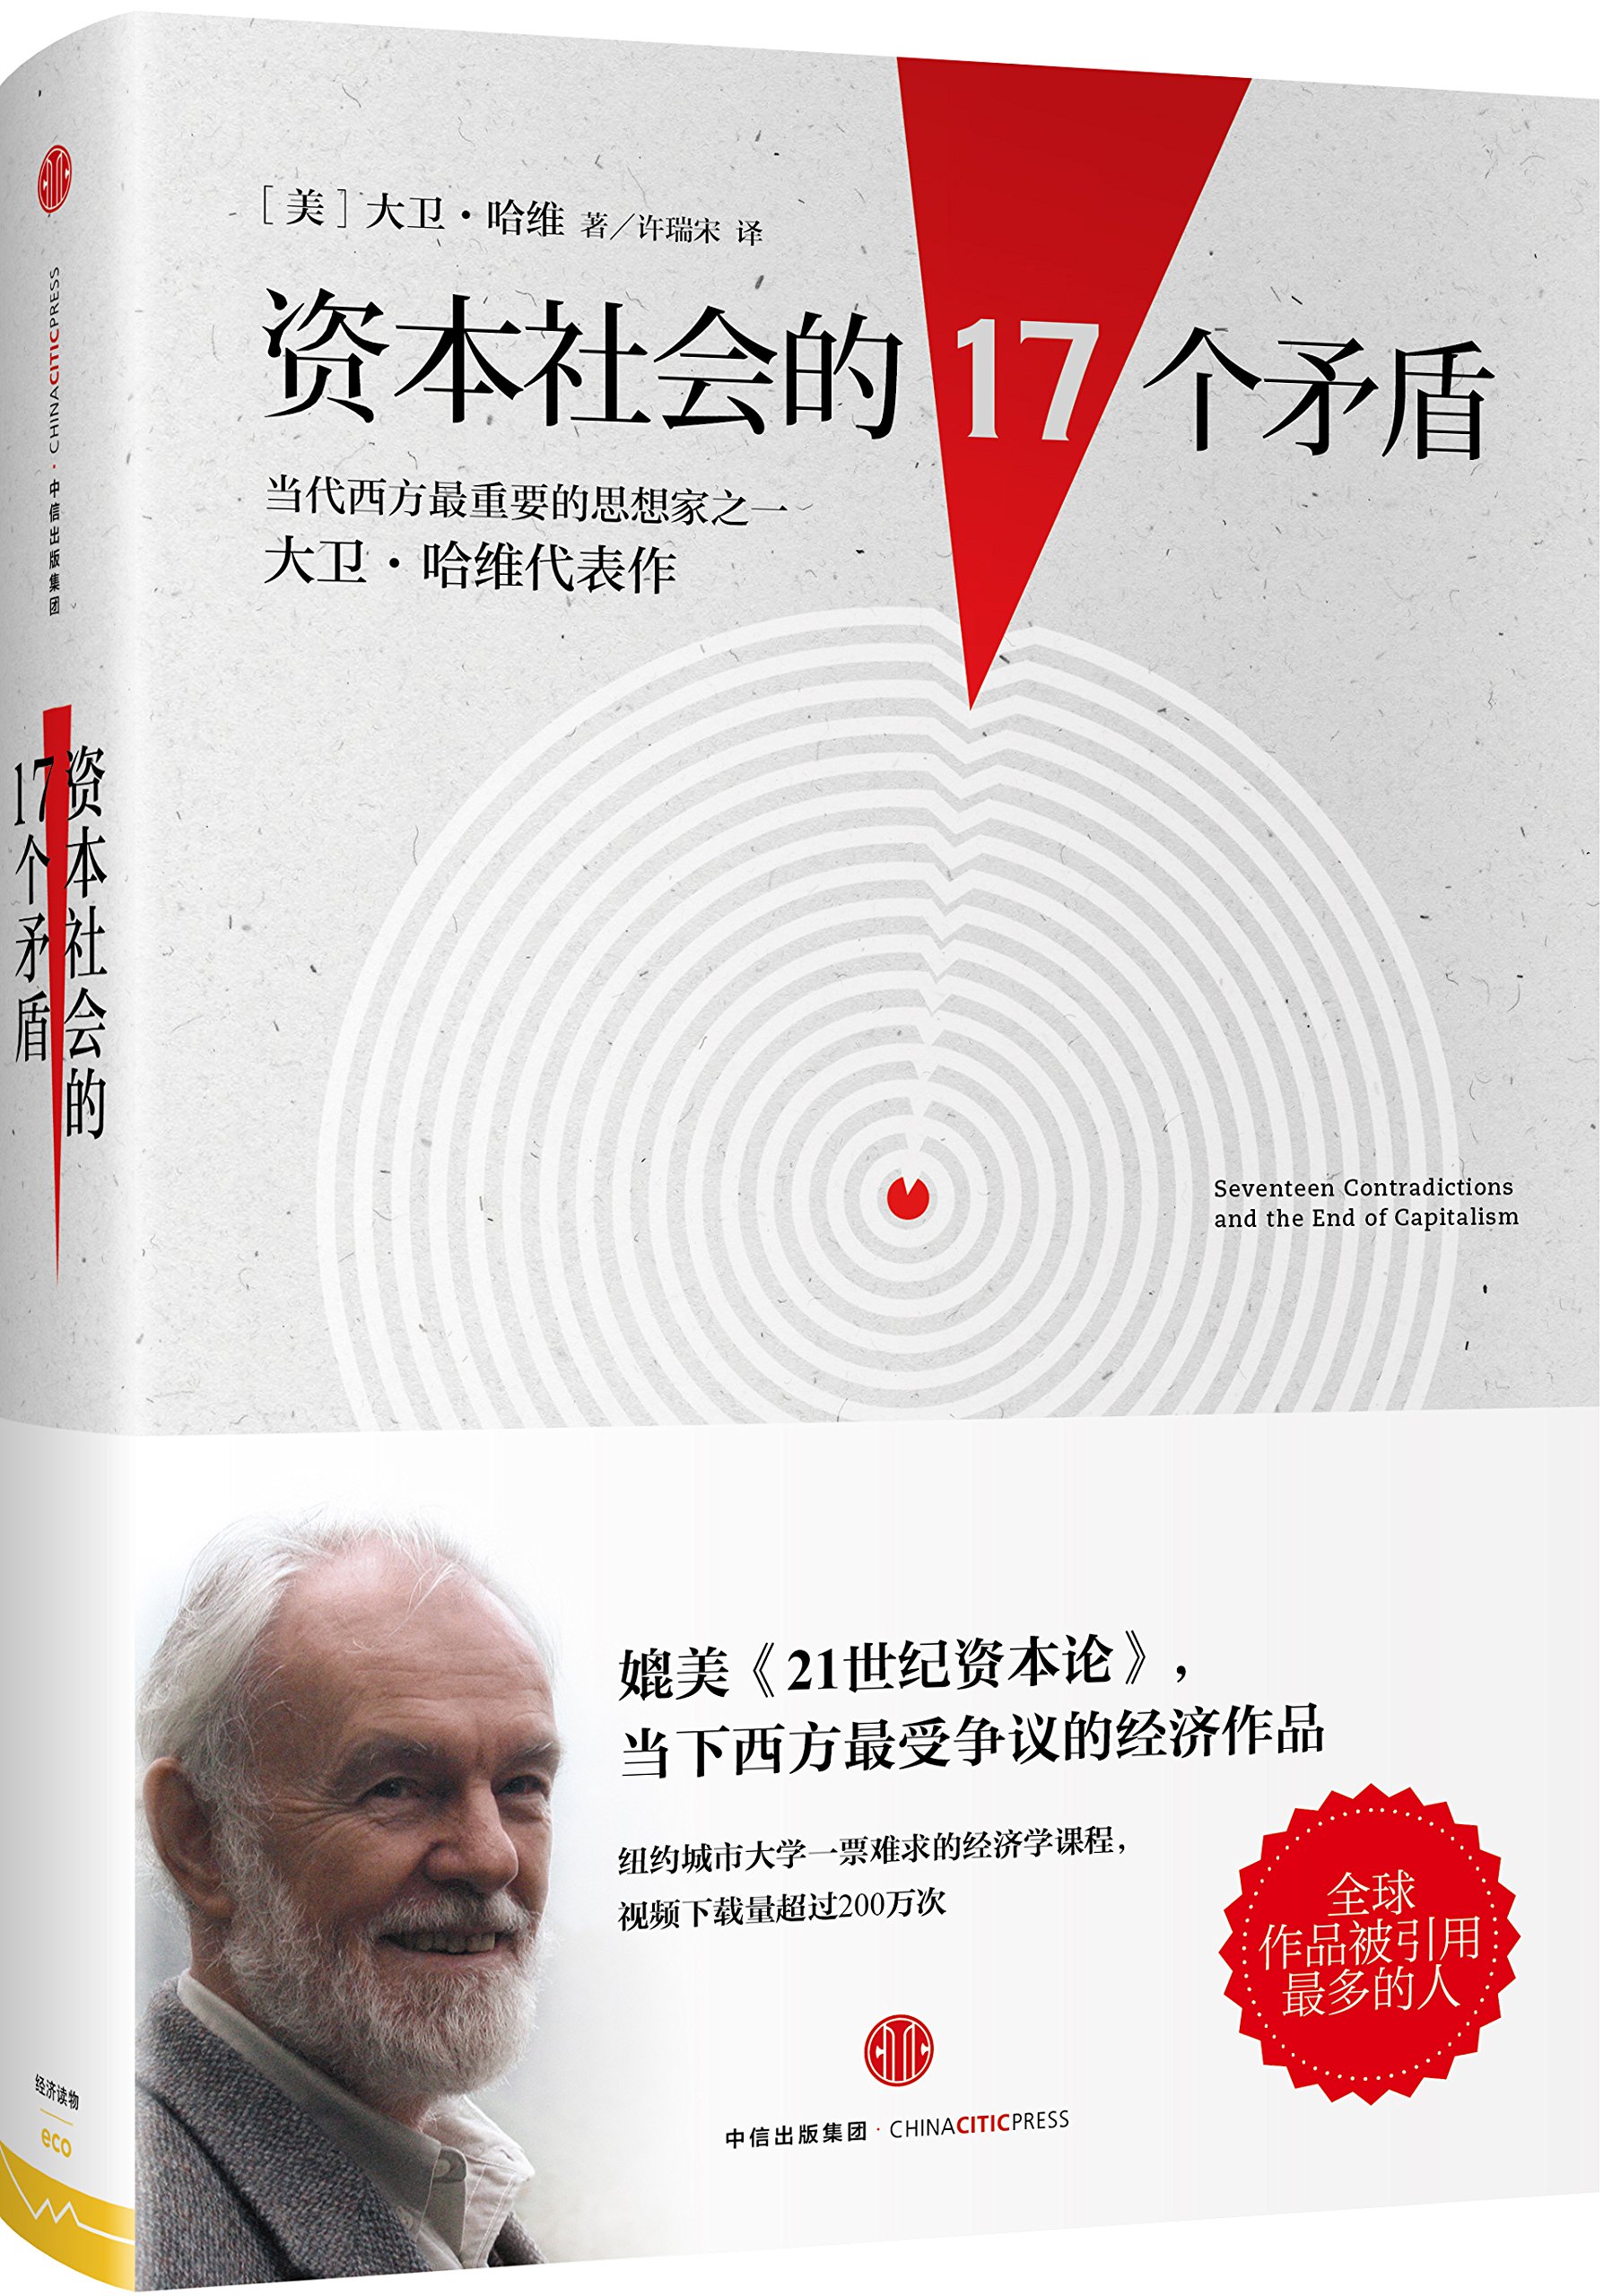 ［美］大卫·哈维 著／许瑞宋 译
资本社会的17个矛盾
当代西方最重要的思想家之一
大卫·哈维代表作
Seventeen Contradictions
and the End of Capitalism
媲美《21世纪资本论》，
当下西方最受争议的经济作品
纽约城市大学一票难求的经济学课程，
视频下载量超过200万次
全球
作品被引用
最多的人
中信出版集团·CHINACITICPRESS
中信出版集团·CHINACITICPRESS
资本社会的
17个矛盾
经济读物
eco